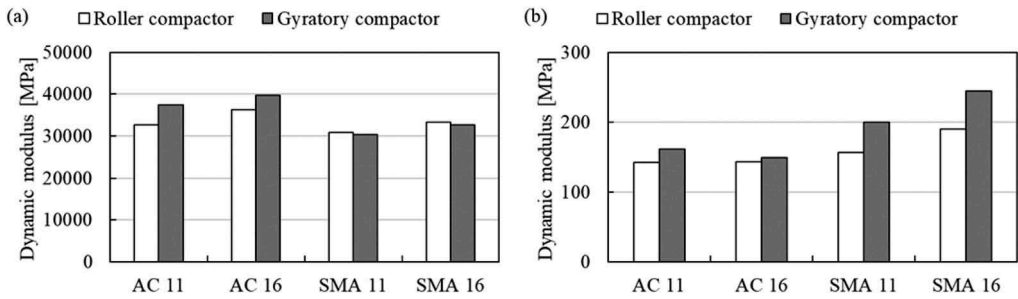 (a)
Roller compactor Gyratory compactor
Dynamic modulus [MPa]
50000
40000
30000
20000
10000
0
AC 11 AC 16 SMA 11 SMA 16
(b)
Roller compactor Gyratory compactor
Dynamic modulus [MPa]
300
200
100
0
AC 11 AC 16 SMA 11 SMA 16